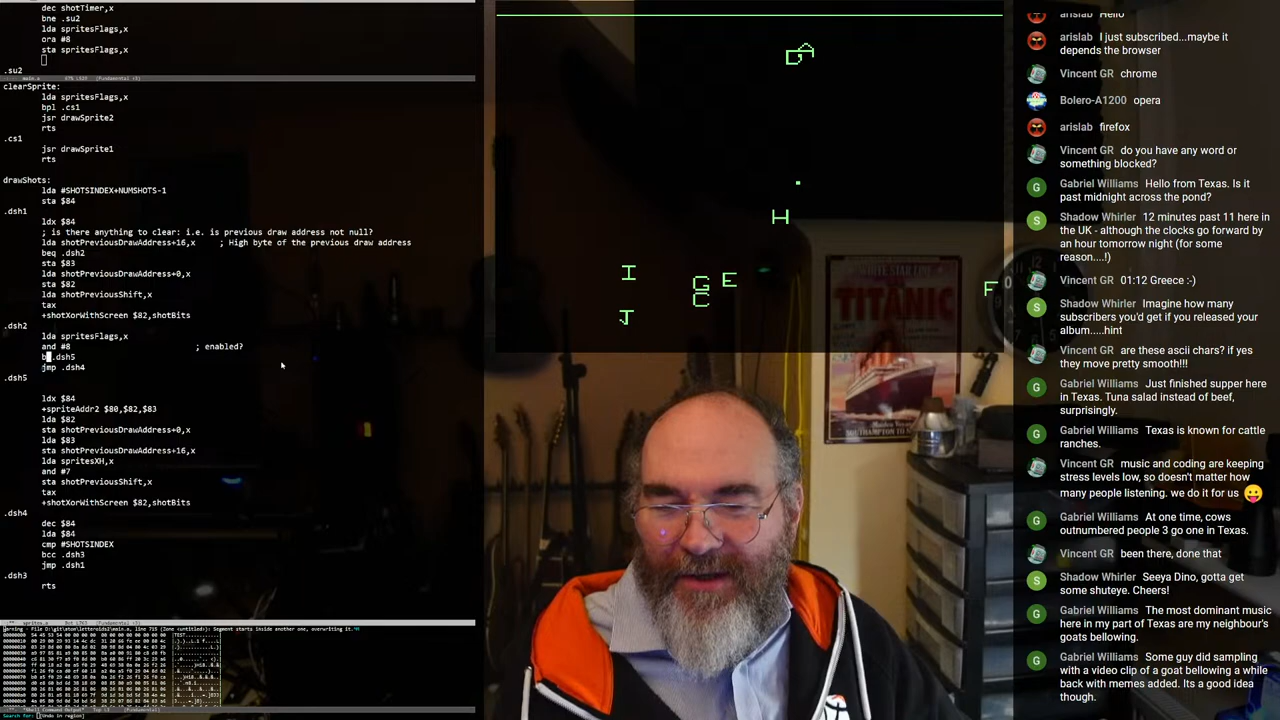 dec shotTimer,x
bne .su2
lda spritesFlags,x
ora #8
sta spritesFlags,x
.su2
clearSprite:
lda spritesFlags,x
bpl .cs1
jsr drawSprite2
rts
.cs1
jsr drawSprite1
rts
drawShots:
lda #SHOTSINDEX+NUMSHOTS-1
sta $84
.dsh1
ldx $84
; is there anything to clear: i.e. is previous draw address not null?
lda shotPreviousDrawAddress+16,x ; High byte of the previous draw address
beq .dsh2
sta $83
lda shotPreviousDrawAddress+0,x
sta $82
lda shotPreviousShift,x
tax
+shotXorWithScreen $82,shotBits
.dsh2
lda spritesFlags,x
and #8 ; enabled?
.dsh5
jmp .dsh4
.dsh5
ldx $84
+spriteAddr2 $80,$82,$83
lda $82
sta shotPreviousDrawAddress+0,x
lda $83
sta shotPreviousDrawAddress+16,x
lda spritesXH,x
and #7
sta shotPreviousShift,x
tax
+shotXorWithScreen $82,shotBits
.dsh4
dec $84
lda $84
cmp #SHOTSINDEX
bcc .dsh3
jmp .dsh1
.dsh3
rts
H
I
G
E
C
J
F
WHITE STAR LINE
TITANIC
SOUTHAMPTON TO
arislab Hello
arislab I just subscribed...maybe it
depends the browser
Vincent GR chrome
Bolero-A1200 opera
arislab firefox
Vincent GR do you have any word or
something blocked?
Gabriel Williams Hello from Texas. Is it
past midnight across the pond?
Shadow Whirler 12 minutes past 11 here in
the UK - although the clocks go forward by
an hour tomorrow night (for some
reason....!)
Vincent GR 01:12 Greece :-)
Shadow Whirler Imagine how many
subscribers you'd get if you released your
album.....hint
Vincent GR are these ascii chars? if yes
they move pretty smooth!!!
Gabriel Williams Just finished supper here
in Texas. Tuna salad instead of beef,
surprisingly.
Gabriel Williams Texas is known for cattle
ranches.
Vincent GR music and coding are keeping
stress levels low, so doesn't matter how
many people listening. we do it for us
Gabriel Williams At one time, cows
outnumbered people 3 go one in Texas.
Vincent GR been there, done that
Shadow Whirler Seeya Dino, gotta get
some shuteye. Cheers!
Gabriel Williams The most dominant music
here in my part of Texas are my neighbour's
goats bellowing.
Gabriel Williams Some guy did sampling
with a video clip of a goat bellowing a while
back with memes added. Its a good idea
though.